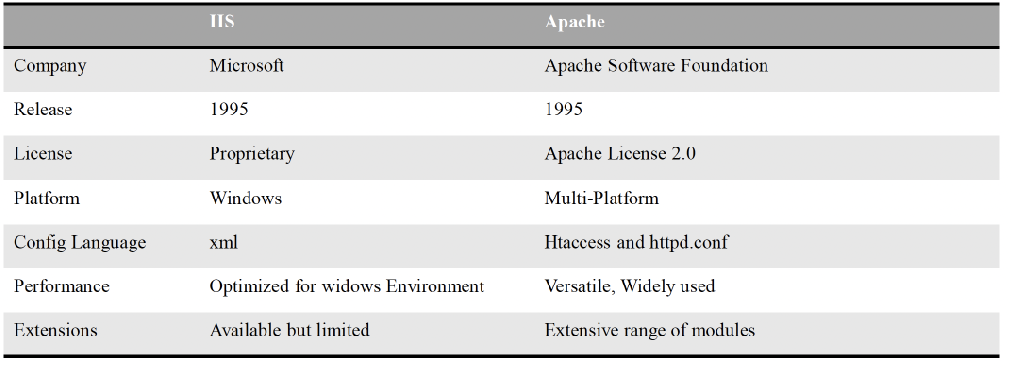 IIS Apache
Company Microsoft Apache Software Foundation
Release 1995 1995
License Proprietary Apache License 2.0
Platform Windows Multi-Platform
Config Language xml Htaccess and httpd.conf
Performance Optimized for widows Environment Versatile, Widely used
Extensions Available but limited Extensive range of modules